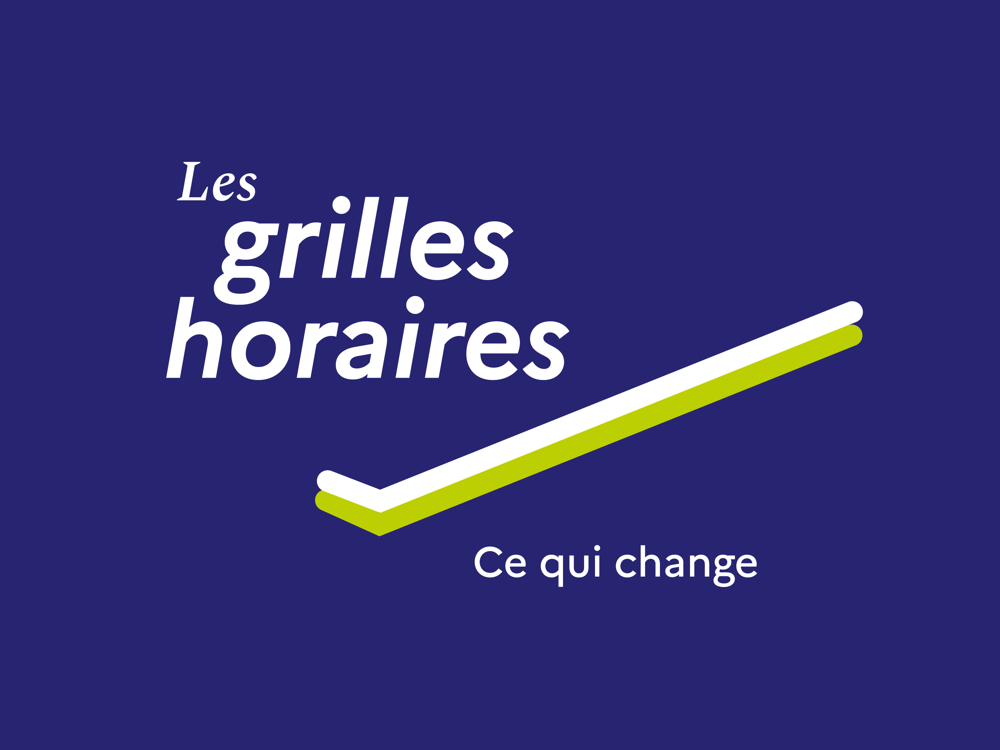 Les
grilles
horaires
Ce qui change